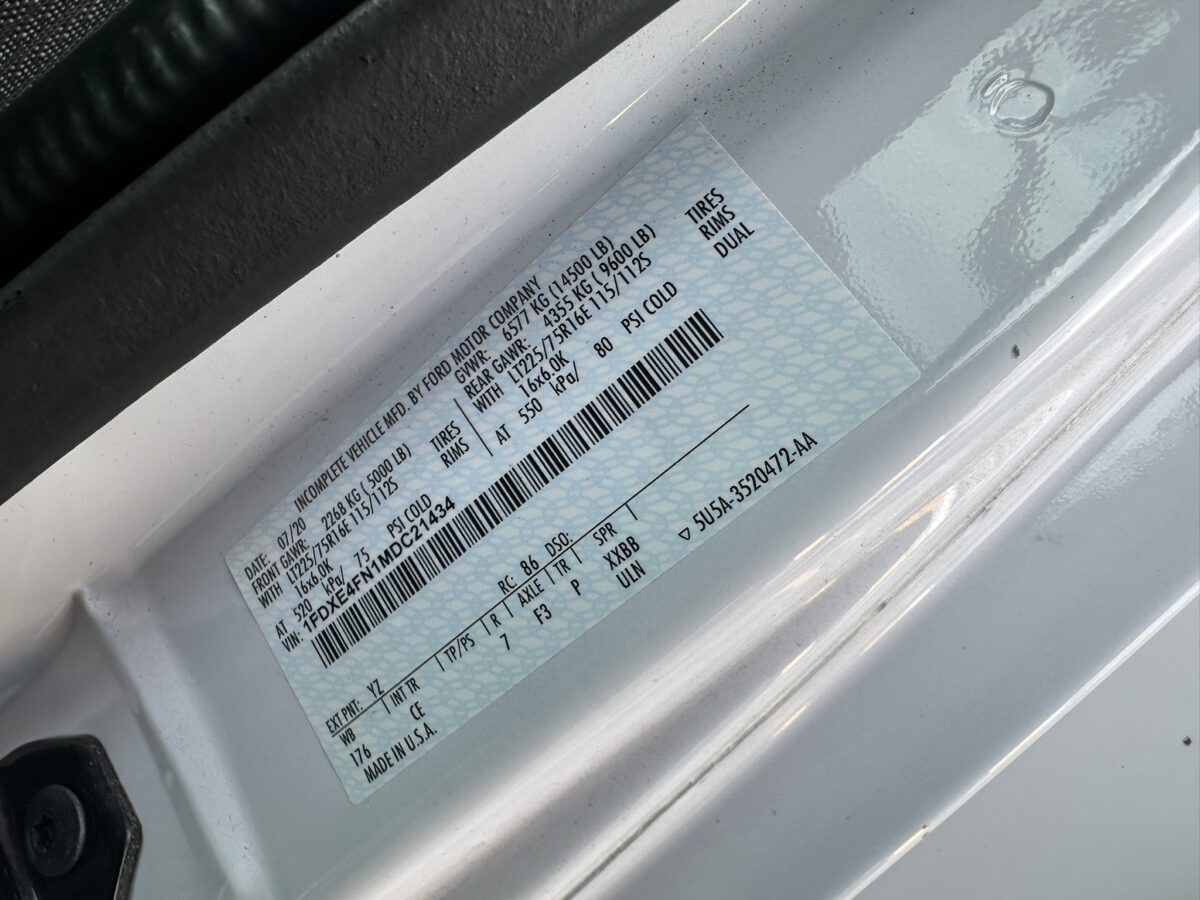 INCOMPLETE VEHICLE MFD. BY FORD MOTOR COMPANY
DATE: 07/20 GVWR: 6577 KG (14500 LB)
FRONT GAWR: 2268 KG ( 5000 LB) REAR GAWR: 4355 KG ( 9600 LB)
WITH LT225/75R16E 115/112S TIRES WITH LT225/75R16E 115/112S TIRES
16x6.0K RIMS 16x6.0K RIMS
AT 520 kPa/ 75 PSI COLD AT 550 kPa/ 80 PSI COLD DUAL
VIN: 1FDXE4FN1MDC21434
EXT PNT: YZ RC: 86 DSO:
WB INT TR TP/PS R AXLE TR SPR
176 CE 7 F3 P XXBB
MADE IN U.S.A. ULN
▽ 5U5A-3520472-AA